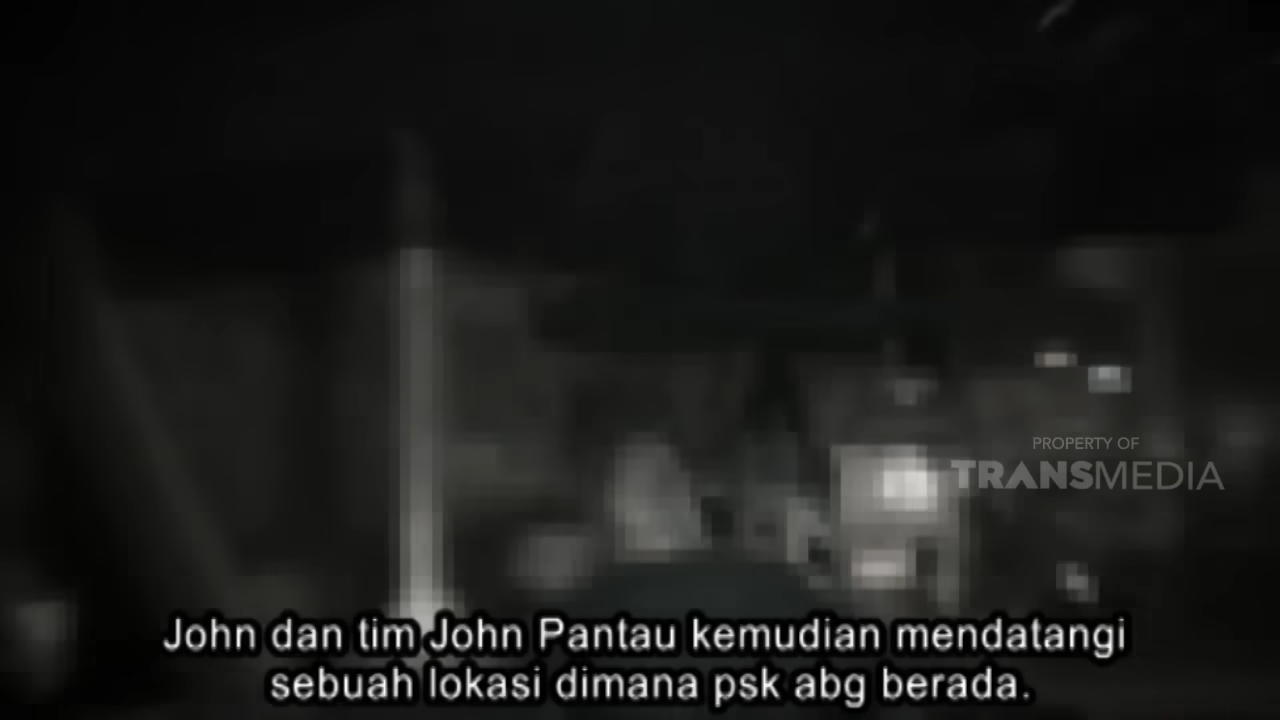 PROPERTY OF
TRANSMEDIA
John dan tim John Pantau kemudian mendatangi
sebuah lokasi dimana psk abg berada.